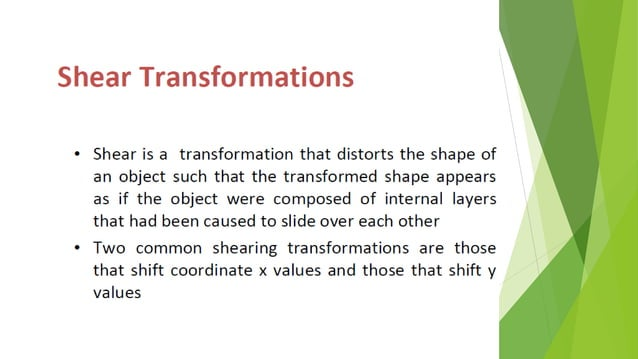 Shear Transformations
• Shear is a transformation that distorts the shape of
an object such that the transformed shape appears
as if the object were composed of internal layers
that had been caused to slide over each other
• Two common shearing transformations are those
that shift coordinate x values and those that shift y
values